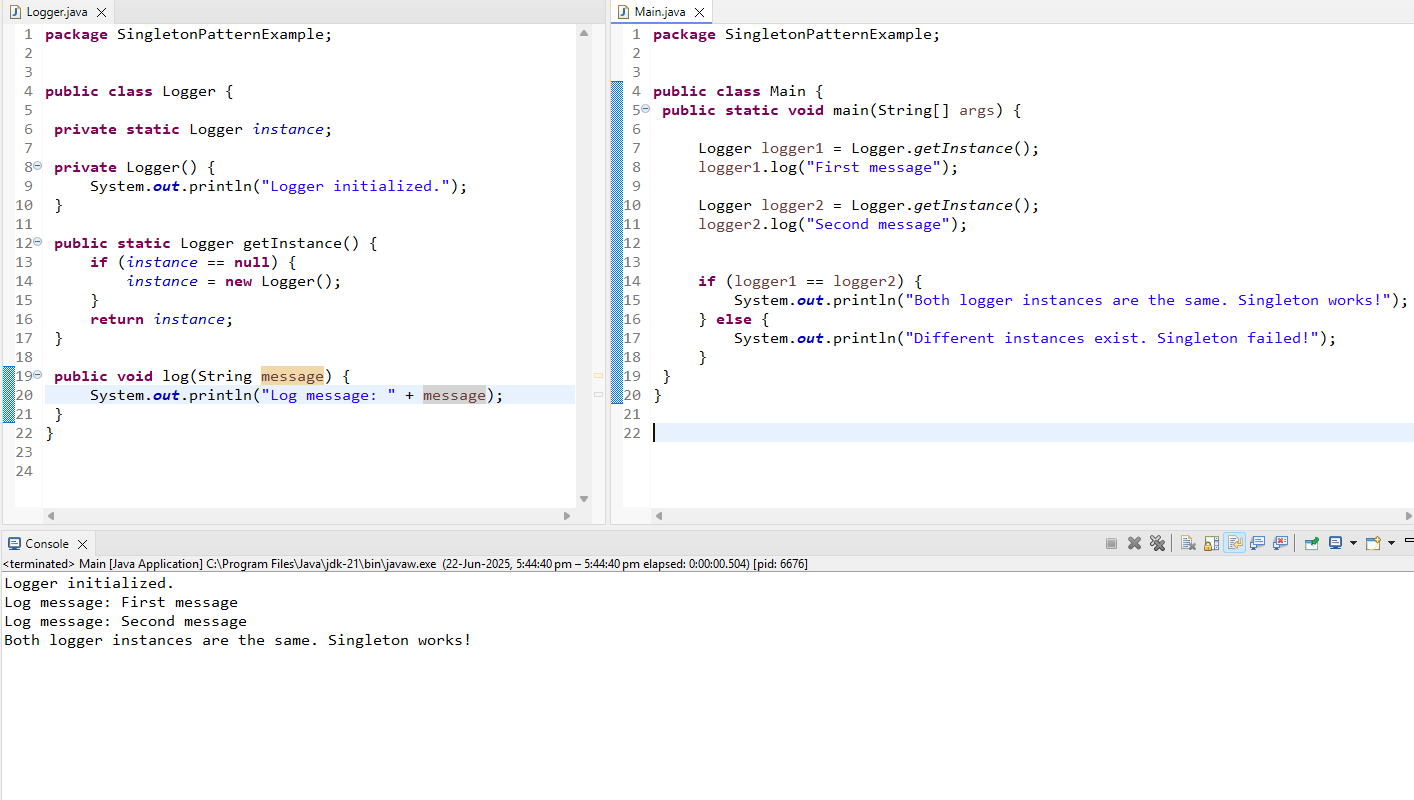 Logger.java
1 package SingletonPatternExample;
2
3
4 public class Logger {
5
6  private static Logger instance;
7
8  private Logger() {
9      System.out.println("Logger initialized.");
10  }
11
12  public static Logger getInstance() {
13      if (instance == null) {
14          instance = new Logger();
15      }
16      return instance;
17  }
18
19  public void log(String message) {
20      System.out.println("Log message: " + message);
21  }
22 }
23
24
Main.java
1 package SingletonPatternExample;
2
3
4 public class Main {
5  public static void main(String[] args) {
6
7      Logger logger1 = Logger.getInstance();
8      logger1.log("First message");
9
10      Logger logger2 = Logger.getInstance();
11      logger2.log("Second message");
12
13
14      if (logger1 == logger2) {
15          System.out.println("Both logger instances are the same. Singleton works!");
16      } else {
17          System.out.println("Different instances exist. Singleton failed!");
18      }
19  }
20 }
21
22
Console
<terminated> Main [Java Application] C:\Program Files\Java\jdk-21\bin\javaw.exe (22-Jun-2025, 5:44:40 pm – 5:44:40 pm elapsed: 0:00:00.504) [pid: 6676]
Logger initialized.
Log message: First message
Log message: Second message
Both logger instances are the same. Singleton works!